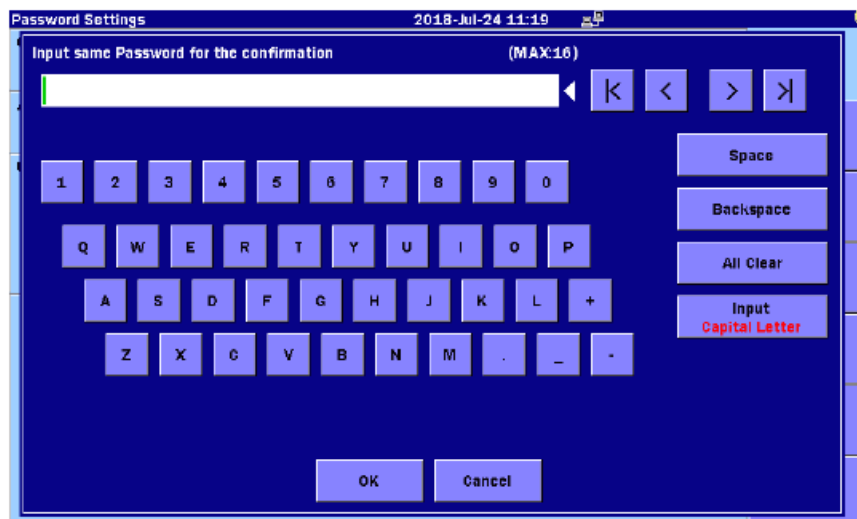 Password Settings 2018-Jul-24 11:19
Input same Password for the confirmation (MAX:16)
|< < > >|
1 2 3 4 5 6 7 8 9 0
Space
Q W E R T Y U I O P
Backspace
A S D F G H J K L +
All Clear
Z X C V B N M . _ -
Input
Capital Letter
OK Cancel